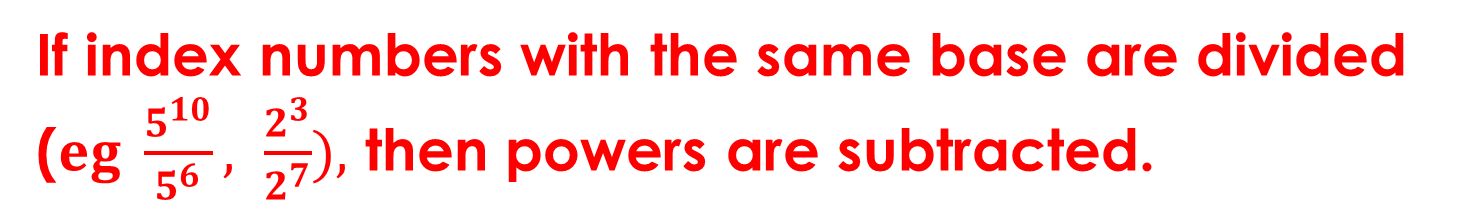 If index numbers with the same base are divided
(eg 5¹⁰/5⁶, 2³/2⁷), then powers are subtracted.